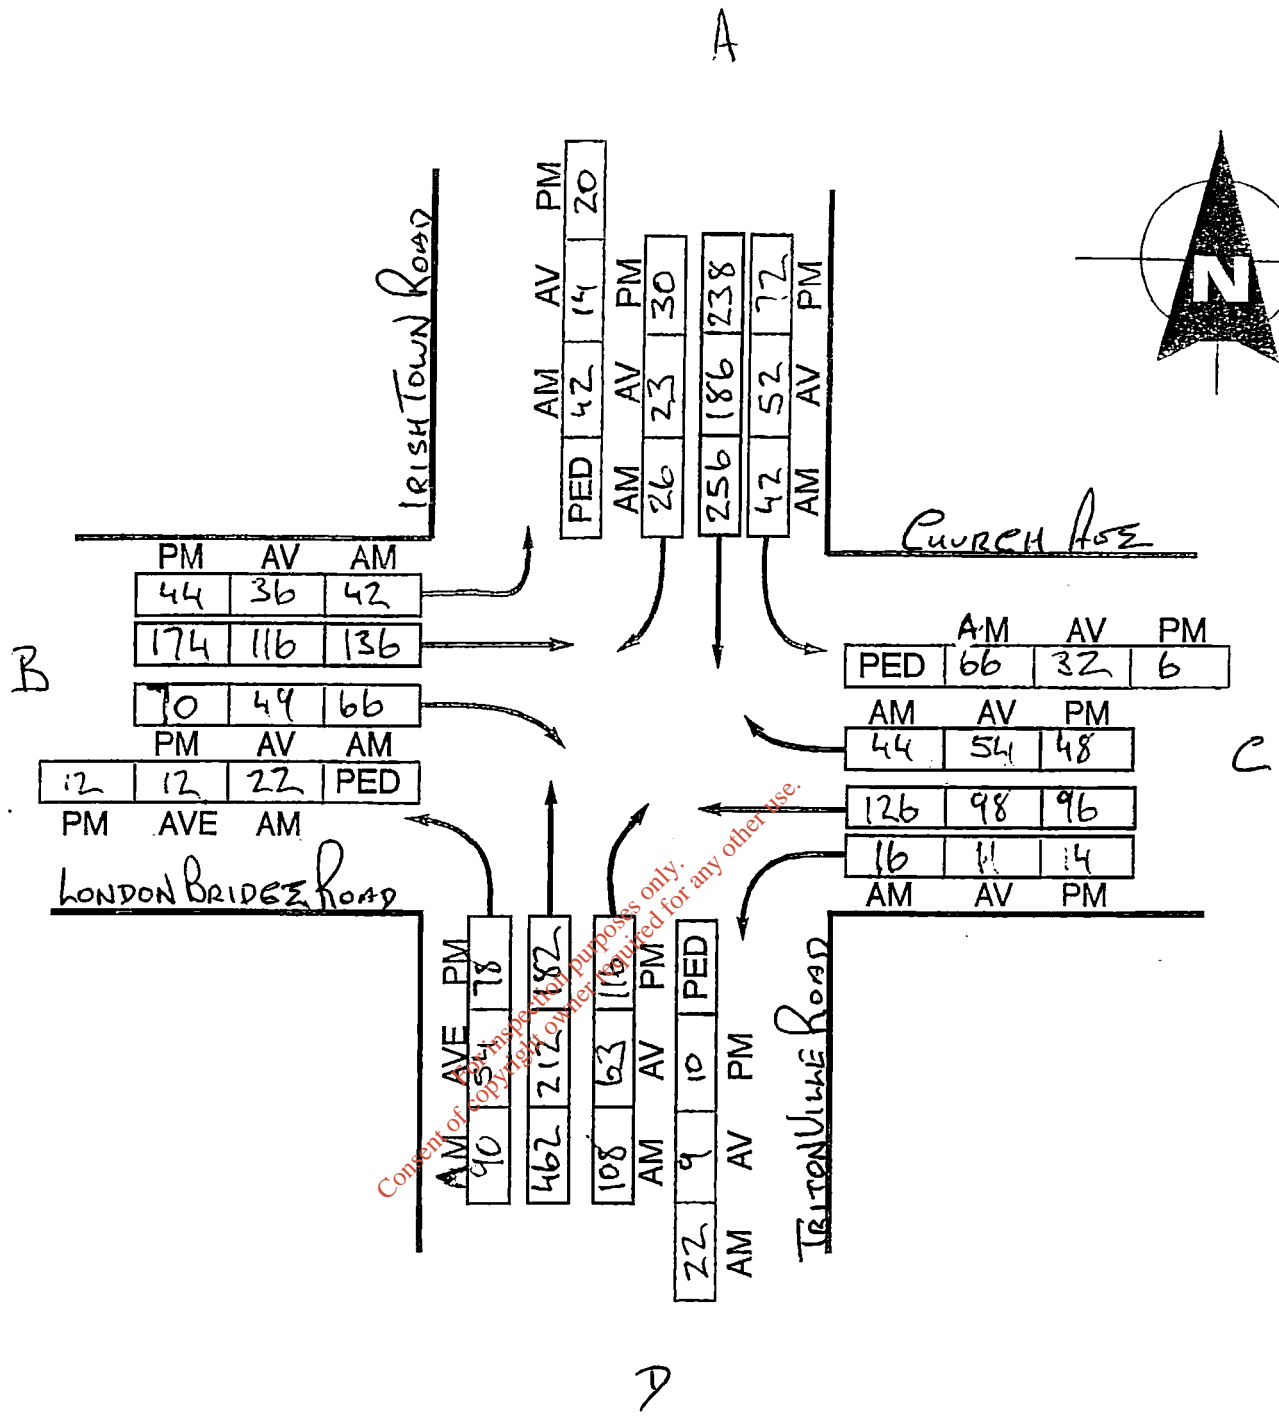 A
IRISH TOWN ROAD
PM AV AM
20 14 42 PED
PM AV AM
30 23 26
238 186 256
72 52 42
PM AV AM
N
CHURCH AVE
PM AV AM
44 36 42
174 116 136
B
70 49 66
PM AV AM
12 12 22 PED
PM AVE AM
LONDON BRIDGE ROAD
A.M AV PM
PED 66 32 6
AM AV PM
44 54 48
C
126 98 96
16 11 14
AM AV PM
PM AVE AM
78 54 90
182 212 462
63 108
PM AV AM
PED 10 9 22
PM AV AM
TRITONVILLE ROAD
For inspection purposes only.
Consent of copyright owner required for any other use.
D